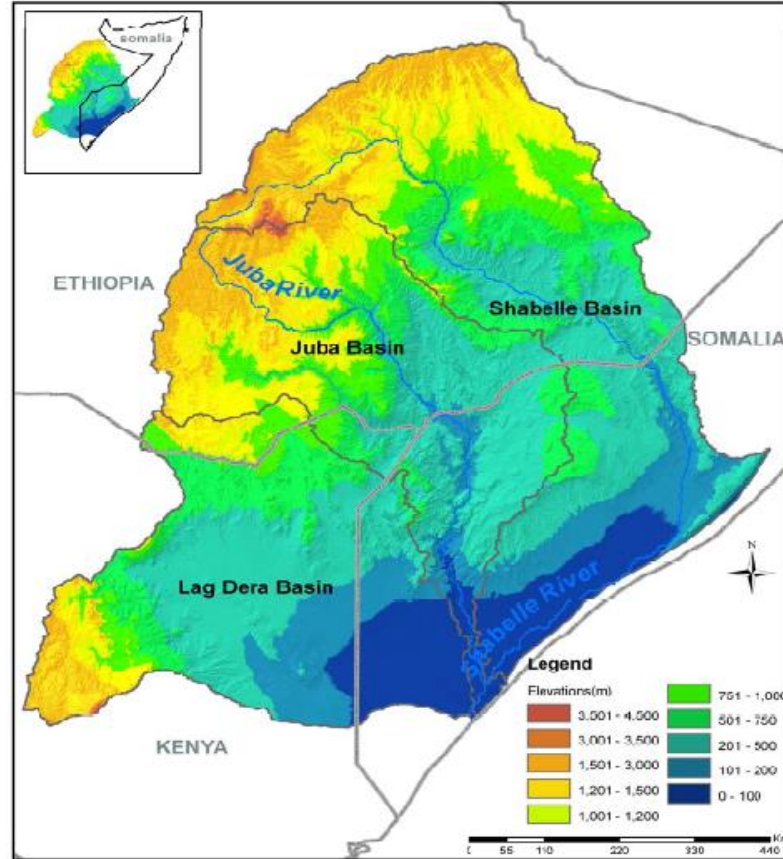 somalia
ETHIOPIA
JubaRiver
Shabelle Basin
Juba Basin
SOMALIA
Lag Dera Basin
N
Shabelle River
KENYA
Legend
Elevations(m)
3,501 - 4,500
3,001 - 3,500
1,501 - 3,000
1,201 - 1,500
1,001 - 1,200
751 - 1,000
501 - 750
201 - 500
101 - 200
0 - 100
55 110 220 330 440